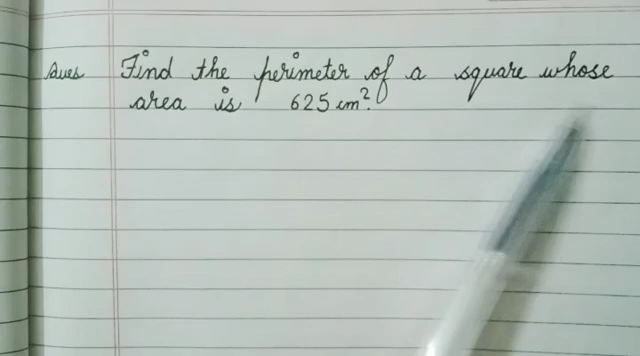 Ques Find the perimeter of a square whose
area is 625 cm²?